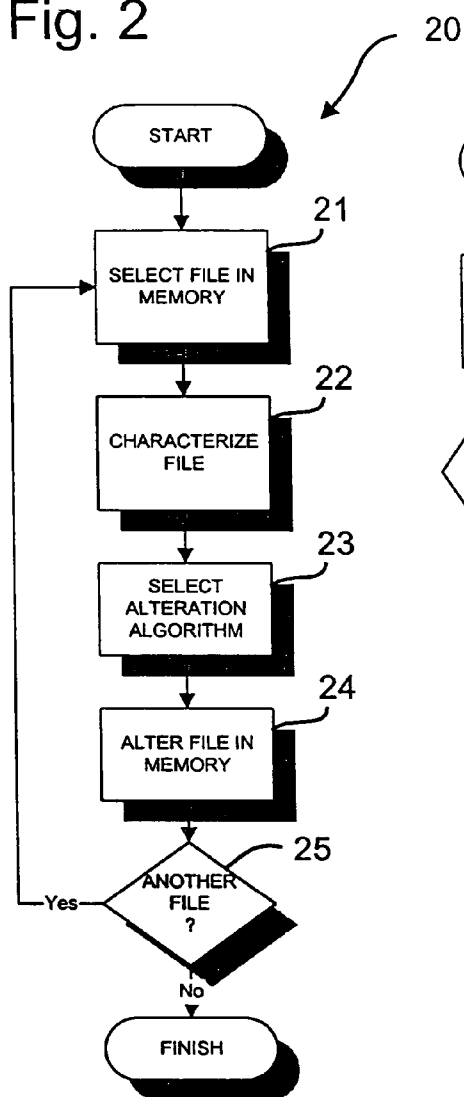 Fig. 2
20
START
21
SELECT FILE IN
MEMORY
22
CHARACTERIZE
FILE
23
SELECT
ALTERATION
ALGORITHM
24
ALTER FILE IN
MEMORY
25
ANOTHER
FILE
?
Yes
No
FINISH